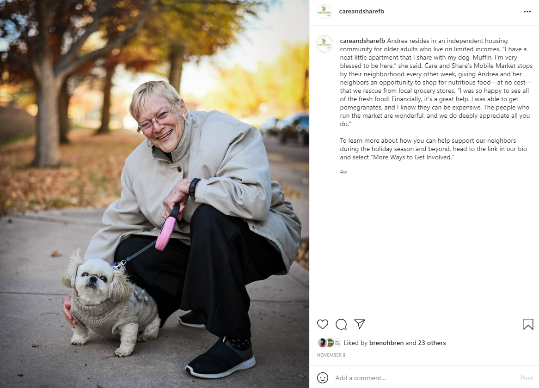 careandsharefb
careandsharefb Andrea resides in an independent housing
community for older adults who live on limited incomes. "I have a
neat little apartment that I share with my dog, Muffin. I'm very
blessed to be here," she said. Care and Share's Mobile Market stops
by their neighborhood every other week, giving Andrea and her
neighbors an opportunity to shop for nutritious food—at no cost—
that we rescue from local grocery stores. "I was so happy to see all
of the fresh food. Financially, it's a great help. I was able to get
pomegranates, and I know they can be expensive. The people who
run the market are wonderful, and we do deeply appreciate all you
do."
To learn more about how you can help support our neighbors
during the holiday season and beyond, head to the link in our bio
and select "More Ways to Get Involved."
Liked by brenohbren and 23 others
Add a comment...
Post